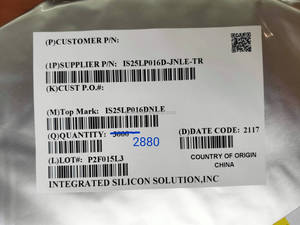 (P)CUSTOMER P/N:
(1P)SUPPLIER P/N: IS25LP016D-JNLE-TR
(K)CUST P.O.#:
(M)Top Mark: IS25LP016DNLE
(Q)QUANTITY: 3000 (D)DATE CODE: 2117
2880
(L)LOT#: P2F015L3
COUNTRY OF ORIGIN
CHINA
INTEGRATED SILICON SOLUTION,INC